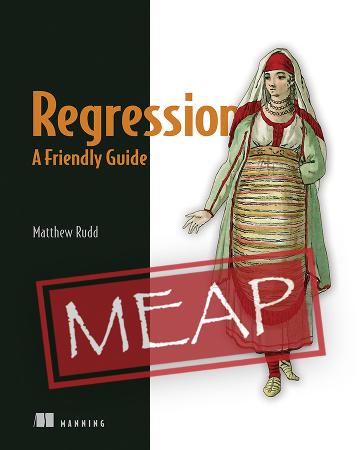 Regression
A Friendly Guide
Matthew Rudd
MEAP
MANNING